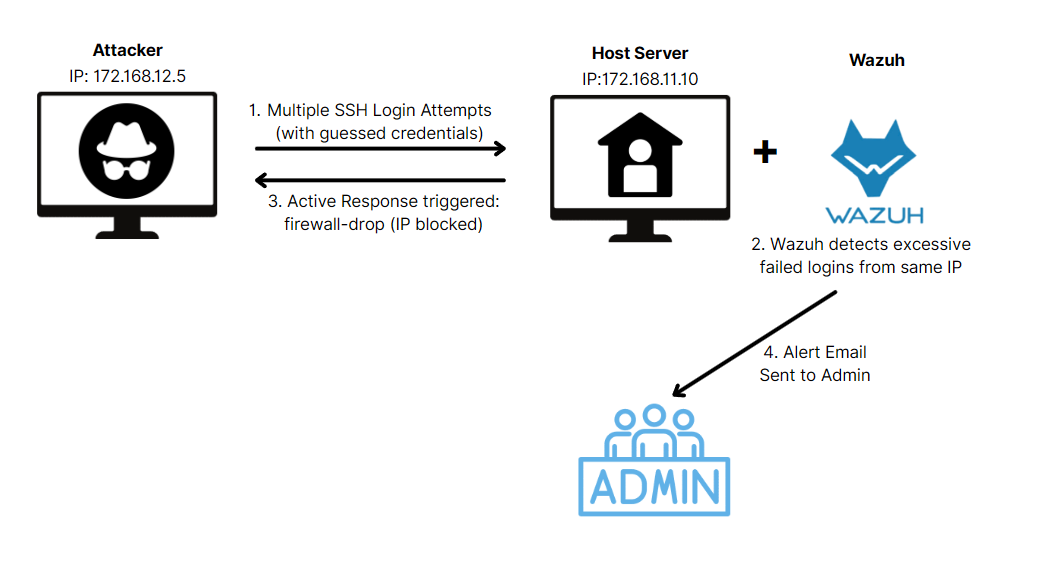 Attacker
IP: 172.168.12.5
Host Server
IP:172.168.11.10
Wazuh
1. Multiple SSH Login Attempts
(with guessed credentials)
3. Active Response triggered:
firewall-drop (IP blocked)
+
WAZUH
2. Wazuh detects excessive
failed logins from same IP
4. Alert Email
Sent to Admin
ADMIN